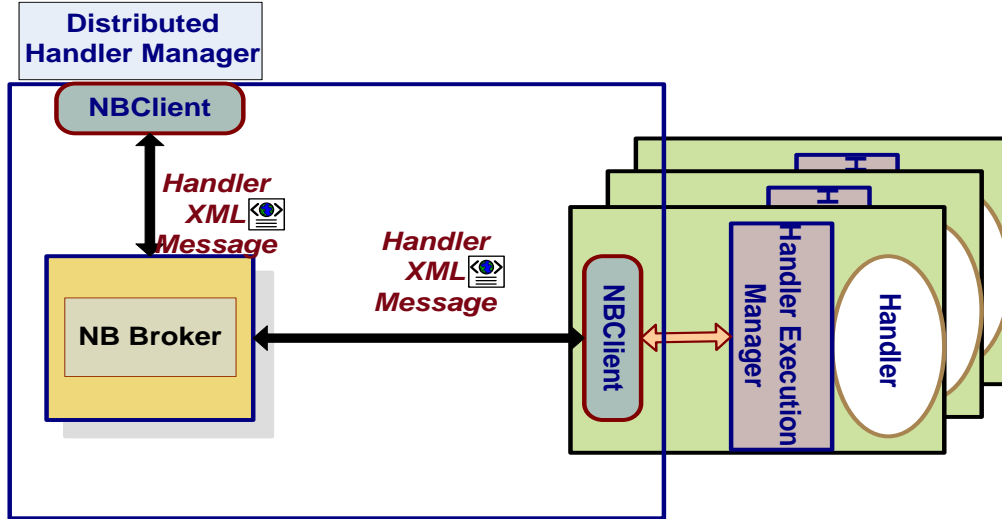 Distributed
Handler Manager
NBClient
Handler
XML
Message
Handler
XML
Message
NB Broker
NBClient
Handler Execution
Manager
Handler
H
H